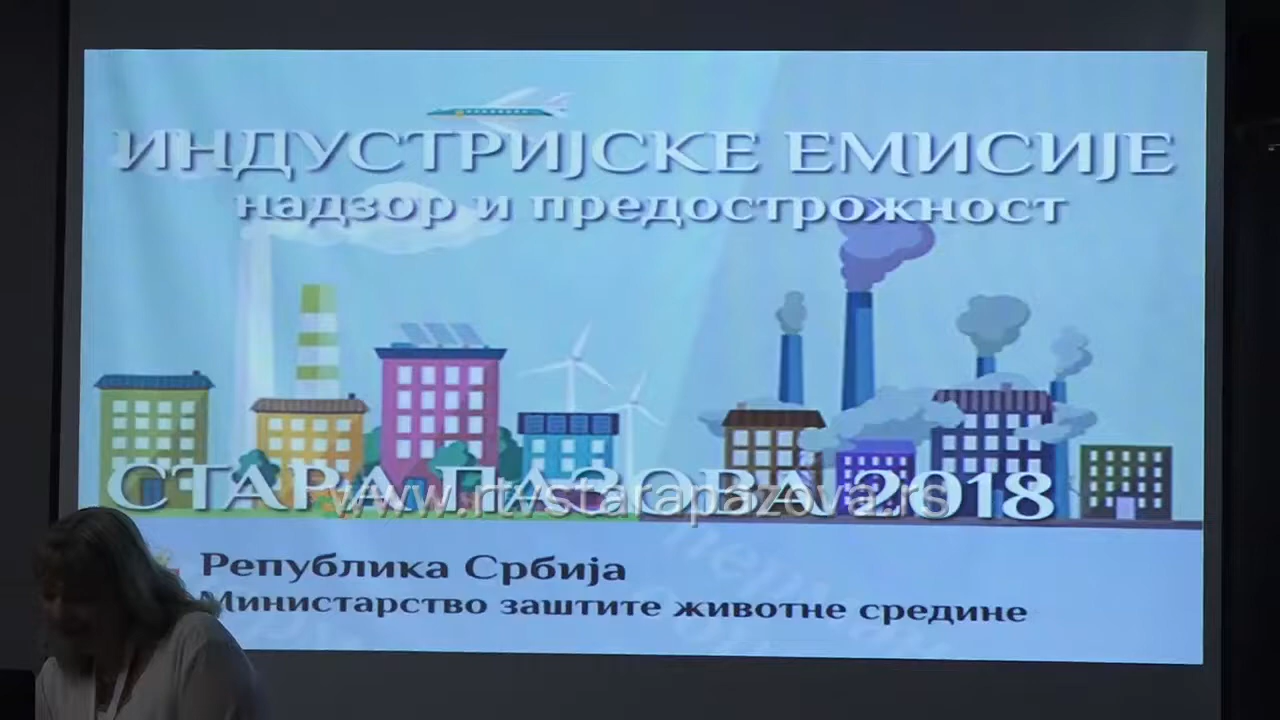 ИНДУСТРИЈСКЕ ЕМИСИЈЕ
надзор и предострожност
СТАРА ПАЗОВА 2018
www.rtvstarapazova.rs
Република Србија
Министарство заштите животне средине